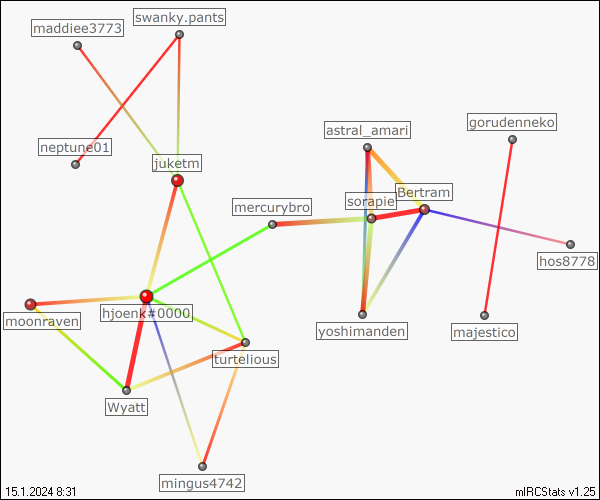 swanky.pants
maddiee3773
gorudenneko
astral_amari
neptune01
juketm
Bertram
sorapie
mercurybro
hos8778
hjoenk#0000
moonraven
yoshimanden
majestico
turtelious
Wyatt
mingus4742
15.1.2024 8:31
mIRCStats v1.25